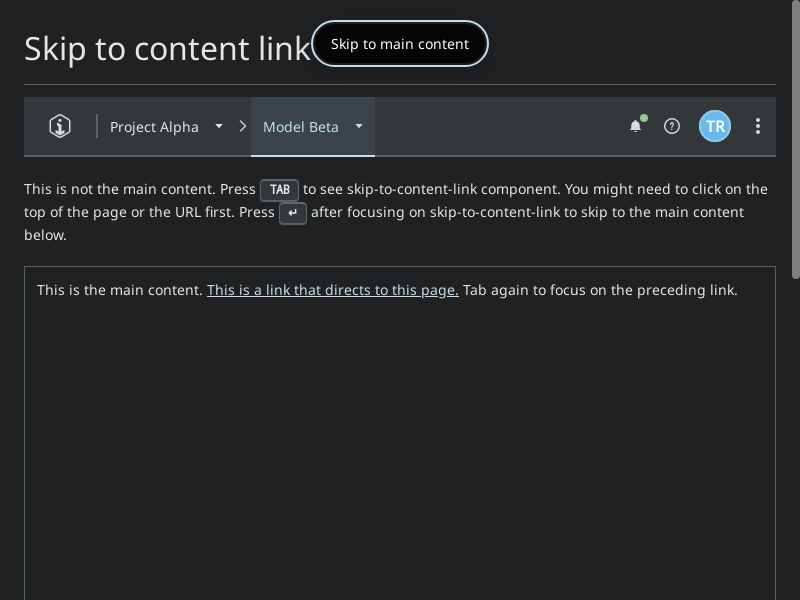 Skip to content link
Skip to main content
Project Alpha
Model Beta
TR
This is not the main content. Press TAB to see skip-to-content-link component. You might need to click on the
top of the page or the URL first. Press ↵ after focusing on skip-to-content-link to skip to the main content
below.
This is the main content. This is a link that directs to this page. Tab again to focus on the preceding link.